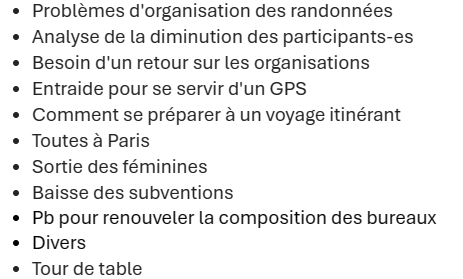 • Problèmes d'organisation des randonnées
• Analyse de la diminution des participants-es
• Besoin d'un retour sur les organisations
• Entraide pour se servir d'un GPS
• Comment se préparer à un voyage itinérant
• Toutes à Paris
• Sortie des féminines
• Baisse des subventions
• Pb pour renouveler la composition des bureaux
• Divers
• Tour de table